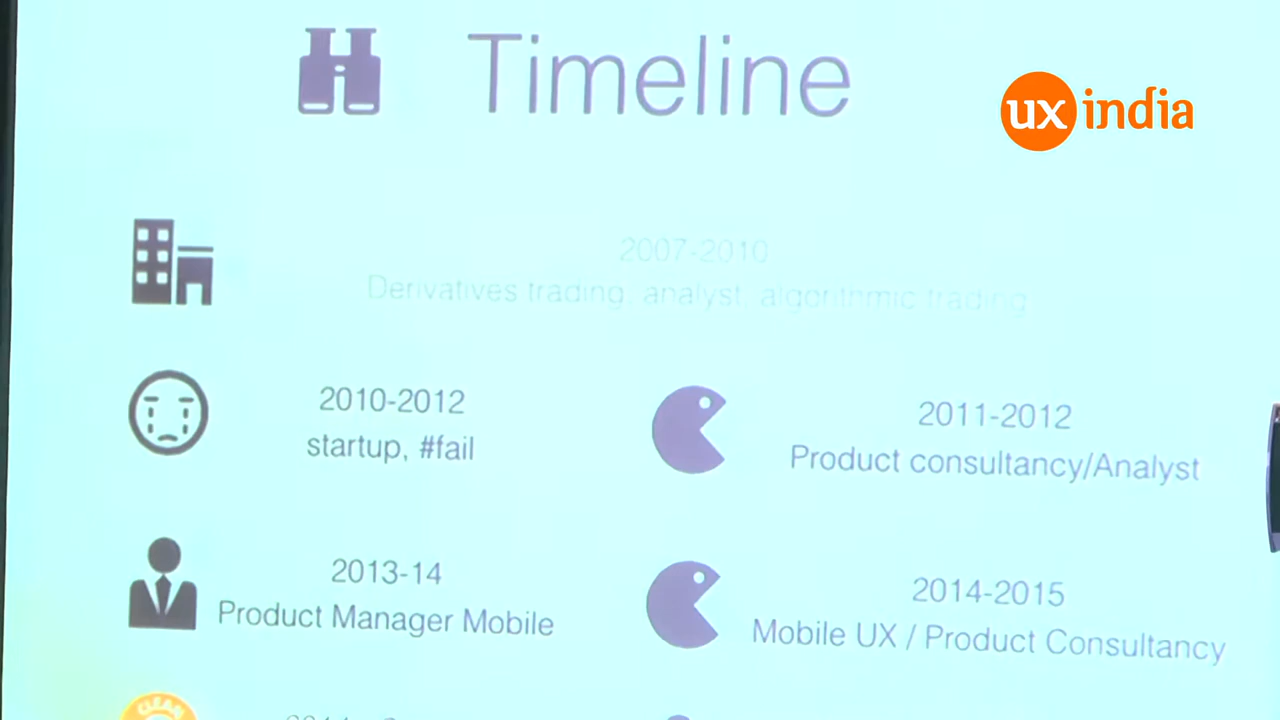 Timeline
ux india
2007-2010
Derivatives trading, analyst, algorithmic trading
2010-2012
startup, #fail
2011-2012
Product consultancy/Analyst
2013-14
Product Manager Mobile
2014-2015
Mobile UX / Product Consultancy
CLEAN